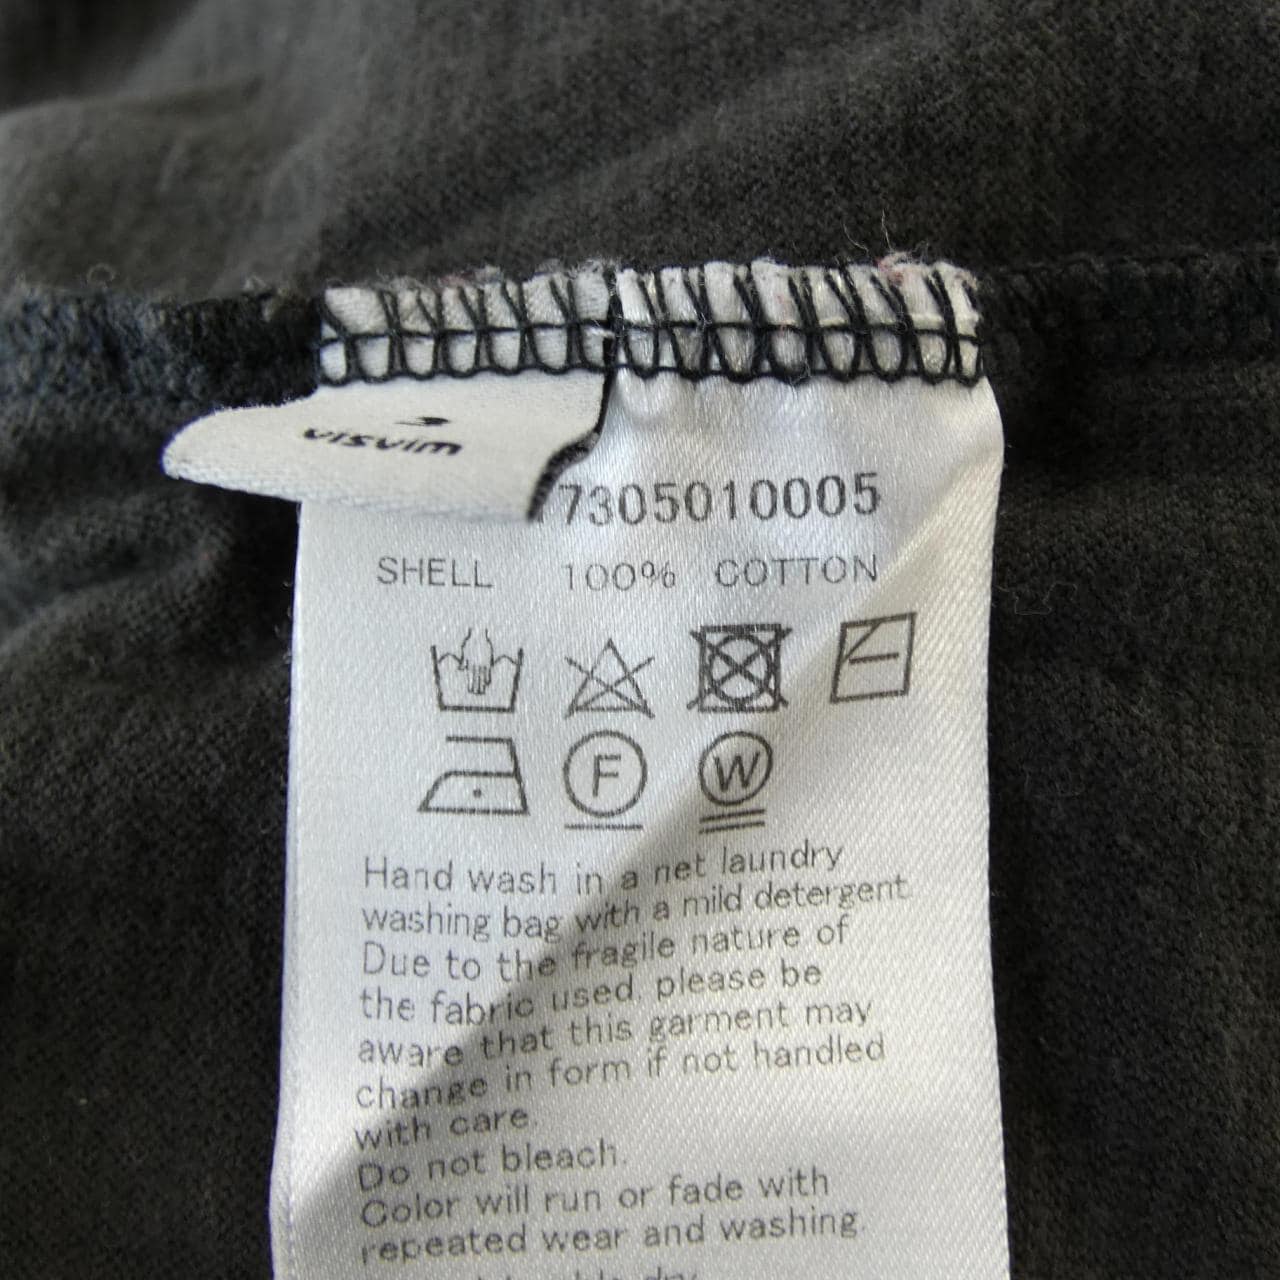 visvim
7305010005
SHELL 100% COTTON
F W
Hand wash in a net laundry
washing bag with a mild detergent
Due to the fragile nature of
the fabric used, please be
aware that this garment may
change in form if not handled
with care.
Do not bleach.
Color will run or fade with
repeated wear and washing.
dry